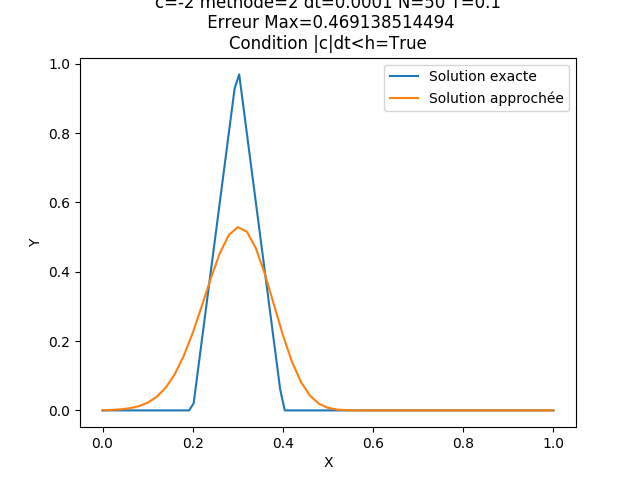 c=-2 methode=2 dt=0.0001 N=50 T=0.1
Erreur Max=0.469138514494
Condition |c|dt<h=True
Solution exacte
Solution approchée
1.0
0.8
0.6
0.4
0.2
0.0
Y
0.0 0.2 0.4 0.6 0.8 1.0
X